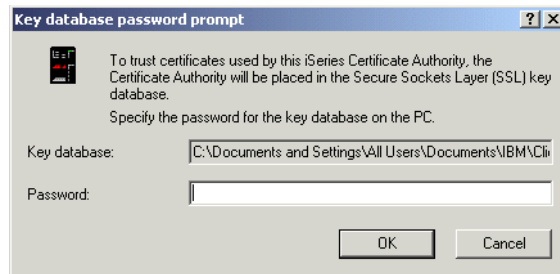 Key database password prompt
To trust certificates used by this iSeries Certificate Authority, the
Certificate Authority will be placed in the Secure Sockets Layer (SSL) key
database.
Specify the password for the key database on the PC.
Key database:
C:\Documents and Settings\All Users\Documents\IBM\Clie
Password:
OK
Cancel